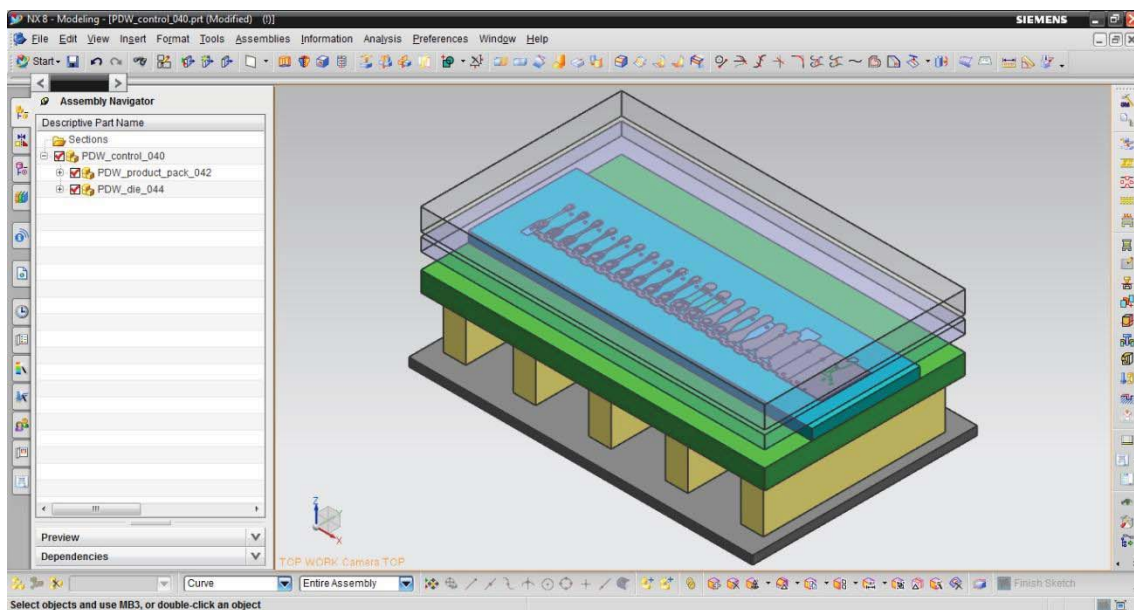 NX 8 - Modeling - [PDW_control_040.prt (Modified) (!)]
SIEMENS
File Edit View Insert Format Tools Assemblies Information Analysis Preferences Window Help
Start
Assembly Navigator
Descriptive Part Name
Sections
PDW_control_040
PDW_product_pack_042
PDW_die_044
Preview
Dependencies
Z
X
TOP WORK Camera TOP
Curve
Entire Assembly
Finish Sketch
Select objects and use MB3, or double-click an object